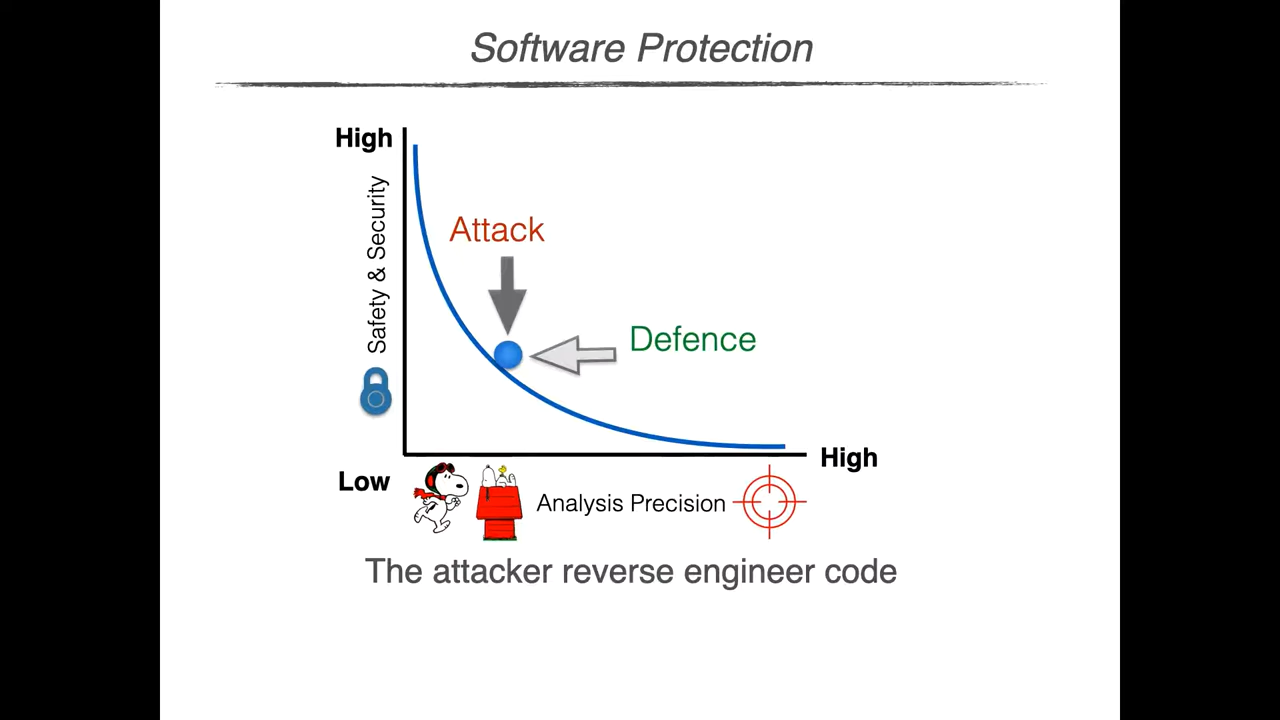 Software Protection
High
Safety & Security
Attack
Defence
High
Low
Analysis Precision
The attacker reverse engineer code